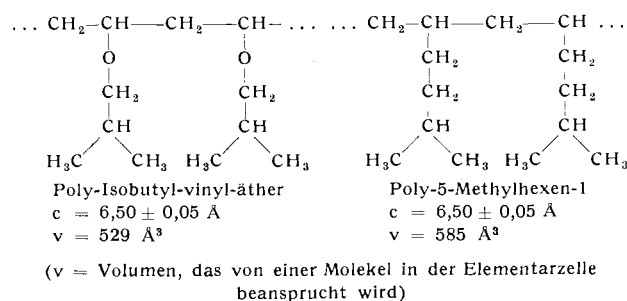 ... CH₂—CH——CH₂——CH— ... ... CH₂—CH——CH₂——CH ...
O O CH₂ CH₂
CH₂ CH₂ CH₂ CH₂
CH CH CH CH
H₃C CH₃ H₃C CH₃ H₃C CH₃ H₃C CH₃
Poly-Isobutyl-vinyl-äther Poly-5-Methylhexen-1
c = 6,50 ± 0,05 Å c = 6,50 ± 0,05 Å
v = 529 Å³ v = 585 Å³
(v = Volumen, das von einer Molekel in der Elementarzelle
beansprucht wird)